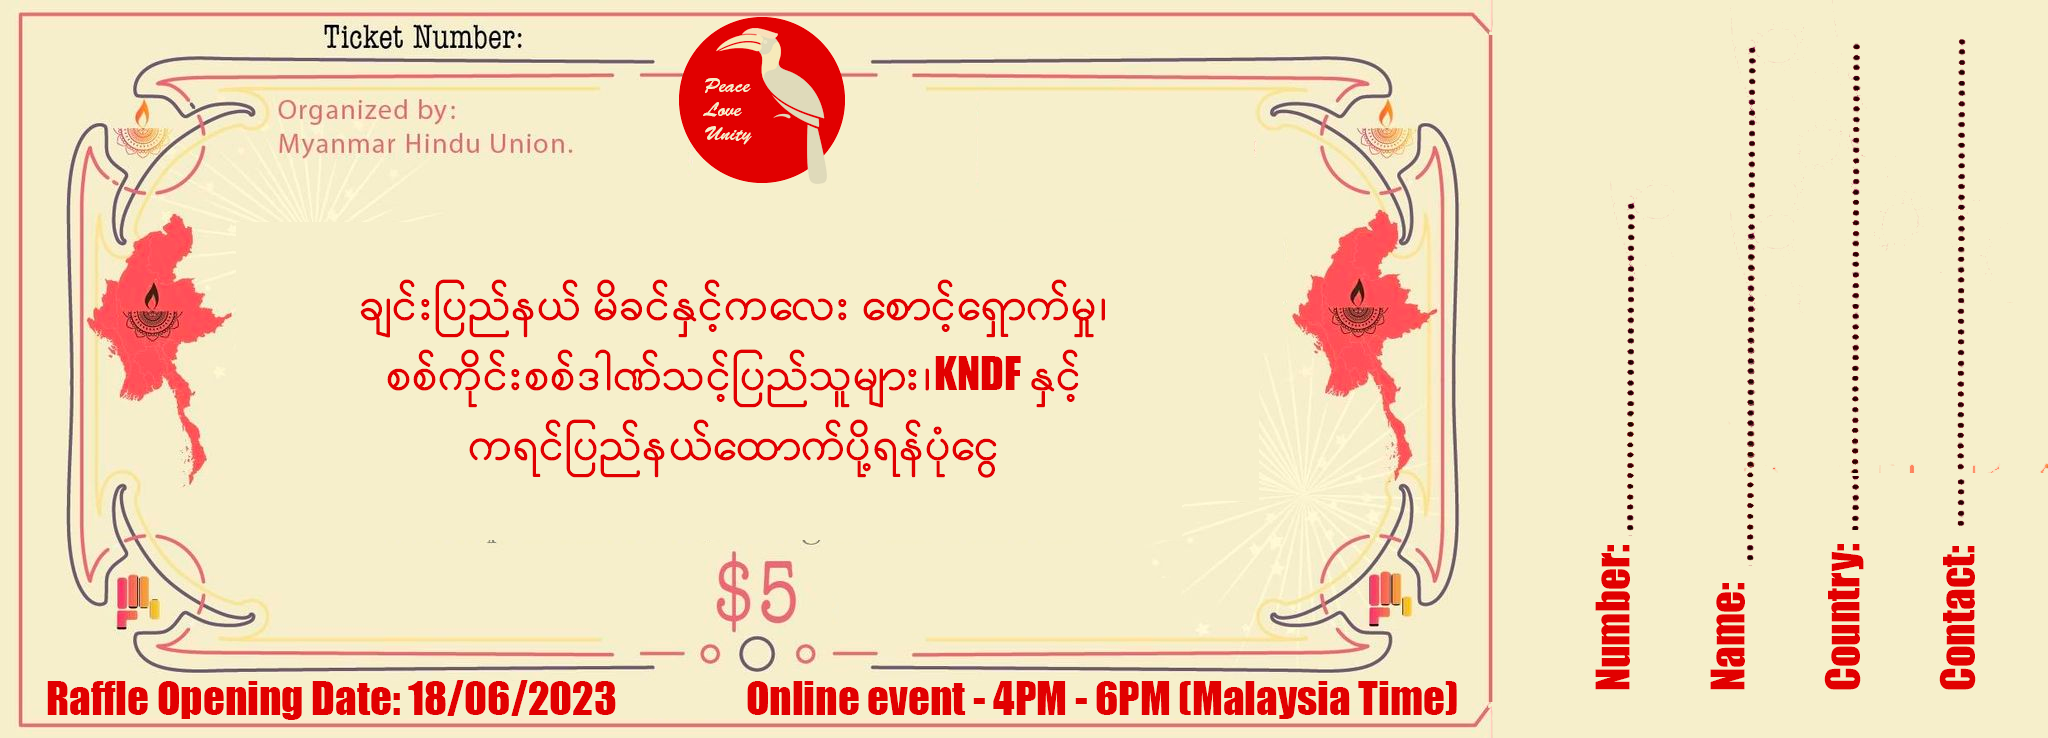 Ticket Number:
Peace
Love
Unity
Organized by:
Myanmar Hindu Union.
ချင်းပြည်နယ် မိခင်နှင့်ကလေး စောင့်ရှောက်မှု၊
စစ်ကိုင်းစစ်ဒါဏ်သင့်ပြည်သူများ၊KNDF နှင့်
ကရင်ပြည်နယ်ထောက်ပို့ရန်ပုံငွေ
$5
Raffle Opening Date: 18/06/2023
Online event - 4PM - 6PM (Malaysia Time)
Number:
Name:
Country:
Contact: